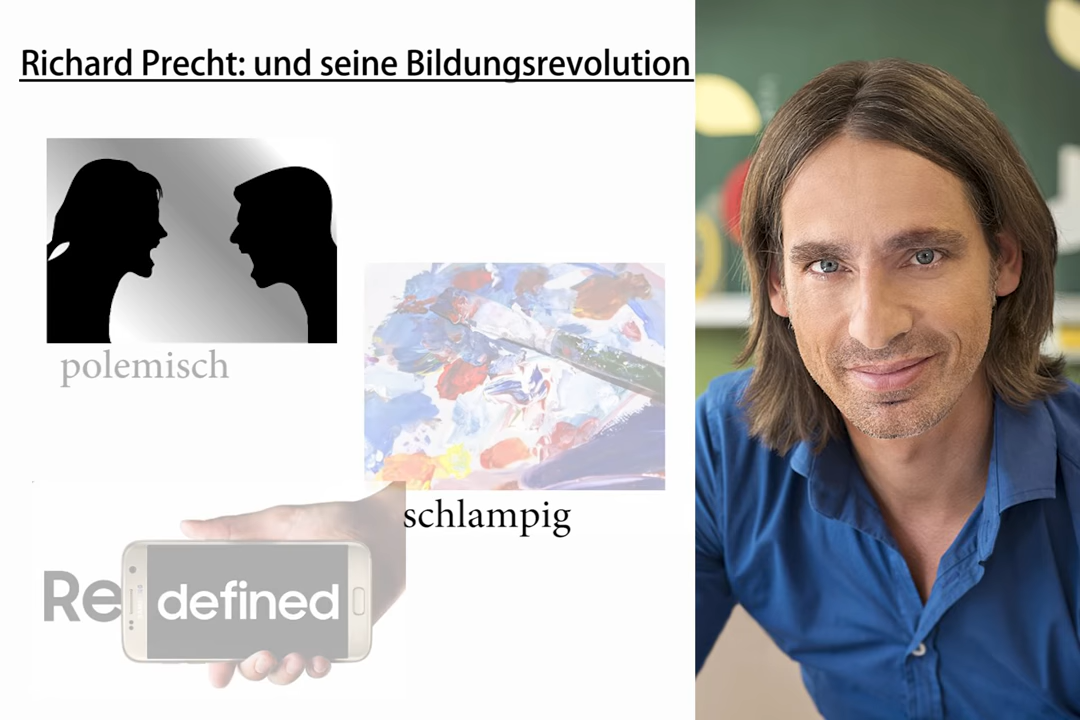 Richard Precht: und seine Bildungsrevolution
polemisch
schlampig
Re defined